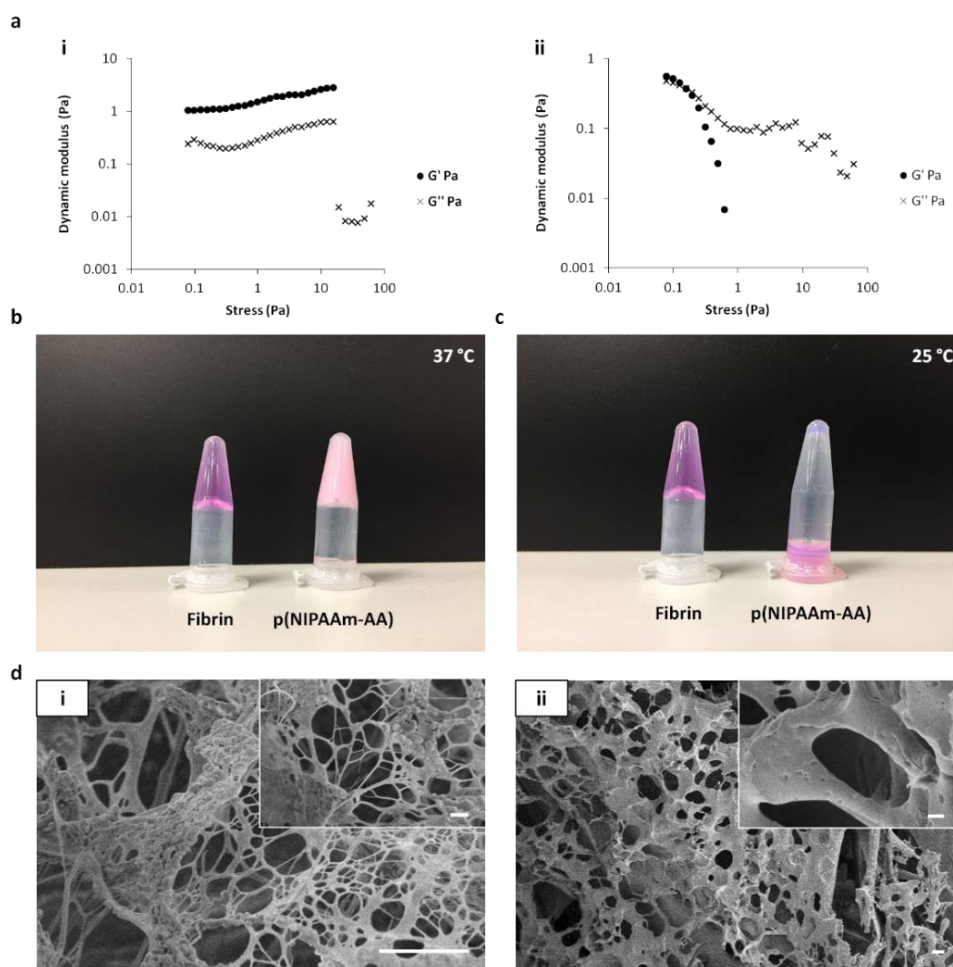 a
i
ii
10
1
0.1
0.01
0.001
Dynamic modulus (Pa)
0.01 0.1 1 10 100
Stress (Pa)
● G' Pa
× G'' Pa
1
0.1
0.01
0.001
Dynamic modulus (Pa)
0.01 0.1 1 10 100
Stress (Pa)
● G' Pa
× G'' Pa
b
37 °C
Fibrin p(NIPAAm-AA)
c
25 °C
Fibrin p(NIPAAm-AA)
d
i
ii